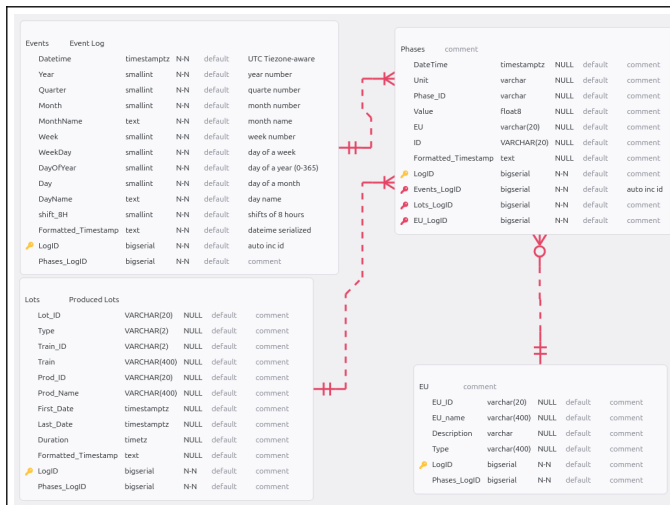 Events Event Log
Datetime timestamptz N-N default UTC Tiezone-aware
Year smallint N-N default year number
Quarter smallint N-N default quarte number
Month smallint N-N default month number
MonthName text N-N default month name
Week smallint N-N default week number
WeekDay smallint N-N default day of a week
DayOfYear smallint N-N default day of a year (0-365)
Day smallint N-N default day of a month
DayName text N-N default day name
shift_8H smallint N-N default shifts of 8 hours
Formatted_Timestamp text N-N default dateime serialized
LogID bigserial N-N default auto inc id
Phases_LogID bigserial N-N default comment
Phases comment
DateTime timestamptz NULL default comment
Unit varchar NULL default comment
Phase_ID varchar NULL default comment
Value float8 NULL default comment
EU varchar(20) NULL default comment
ID VARCHAR(20) NULL default comment
Formatted_Timestamp text NULL default comment
LogID bigserial N-N default comment
Events_LogID bigserial N-N default auto inc id
Lots_LogID bigserial N-N default comment
EU_LogID bigserial N-N default comment
Lots Produced Lots
Lot_ID VARCHAR(20) NULL default comment
Type VARCHAR(2) NULL default comment
Train_ID VARCHAR(2) NULL default comment
Train VARCHAR(400) NULL default comment
Prod_ID VARCHAR(20) NULL default comment
Prod_Name VARCHAR(400) NULL default comment
First_Date timestamptz NULL default comment
Last_Date timestamptz NULL default comment
Duration timetz NULL default comment
Formatted_Timestamp text NULL default comment
LogID bigserial N-N default comment
Phases_LogID bigserial N-N default comment
EU comment
EU_ID varchar(20) NULL default comment
EU_name varchar(400) NULL default comment
Description varchar NULL default comment
Type varchar(400) NULL default comment
LogID bigserial N-N default comment
Phases_LogID bigserial N-N default comment